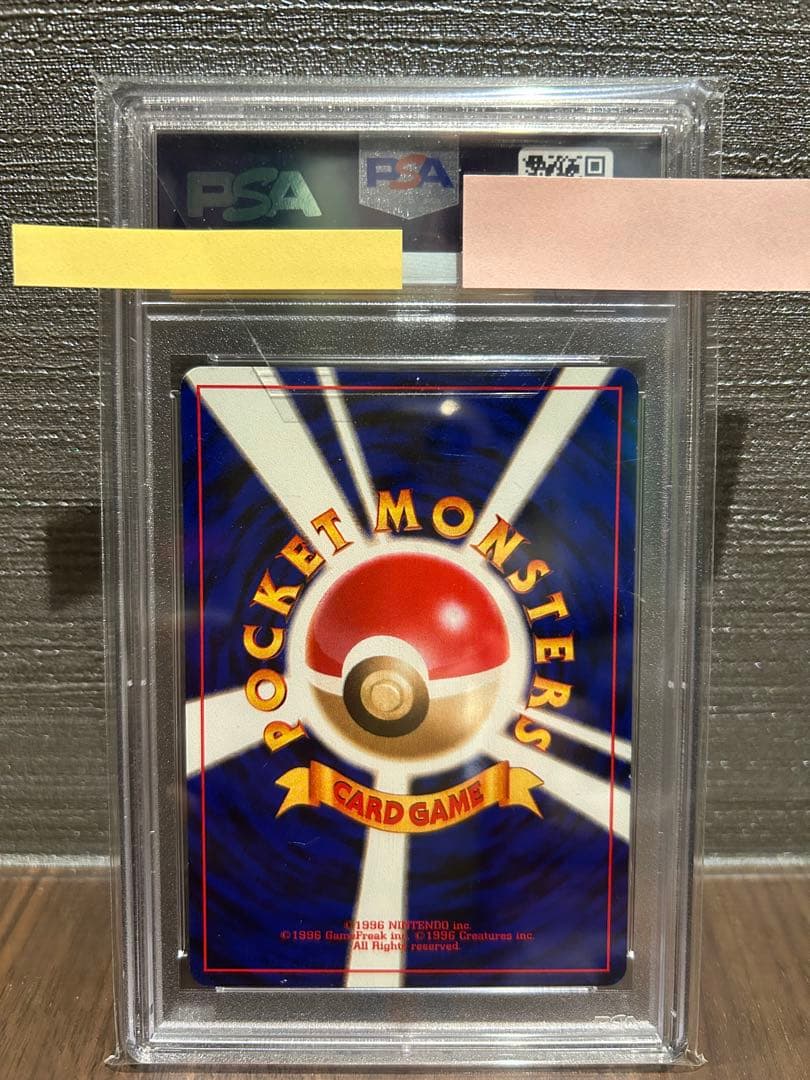 PSA
PSA
POCKET MONSTERS
CARD GAME
©1996 NINTENDO inc.
©1996 GameFreak inc. ©1996 Creatures inc.
All Rights reserved.